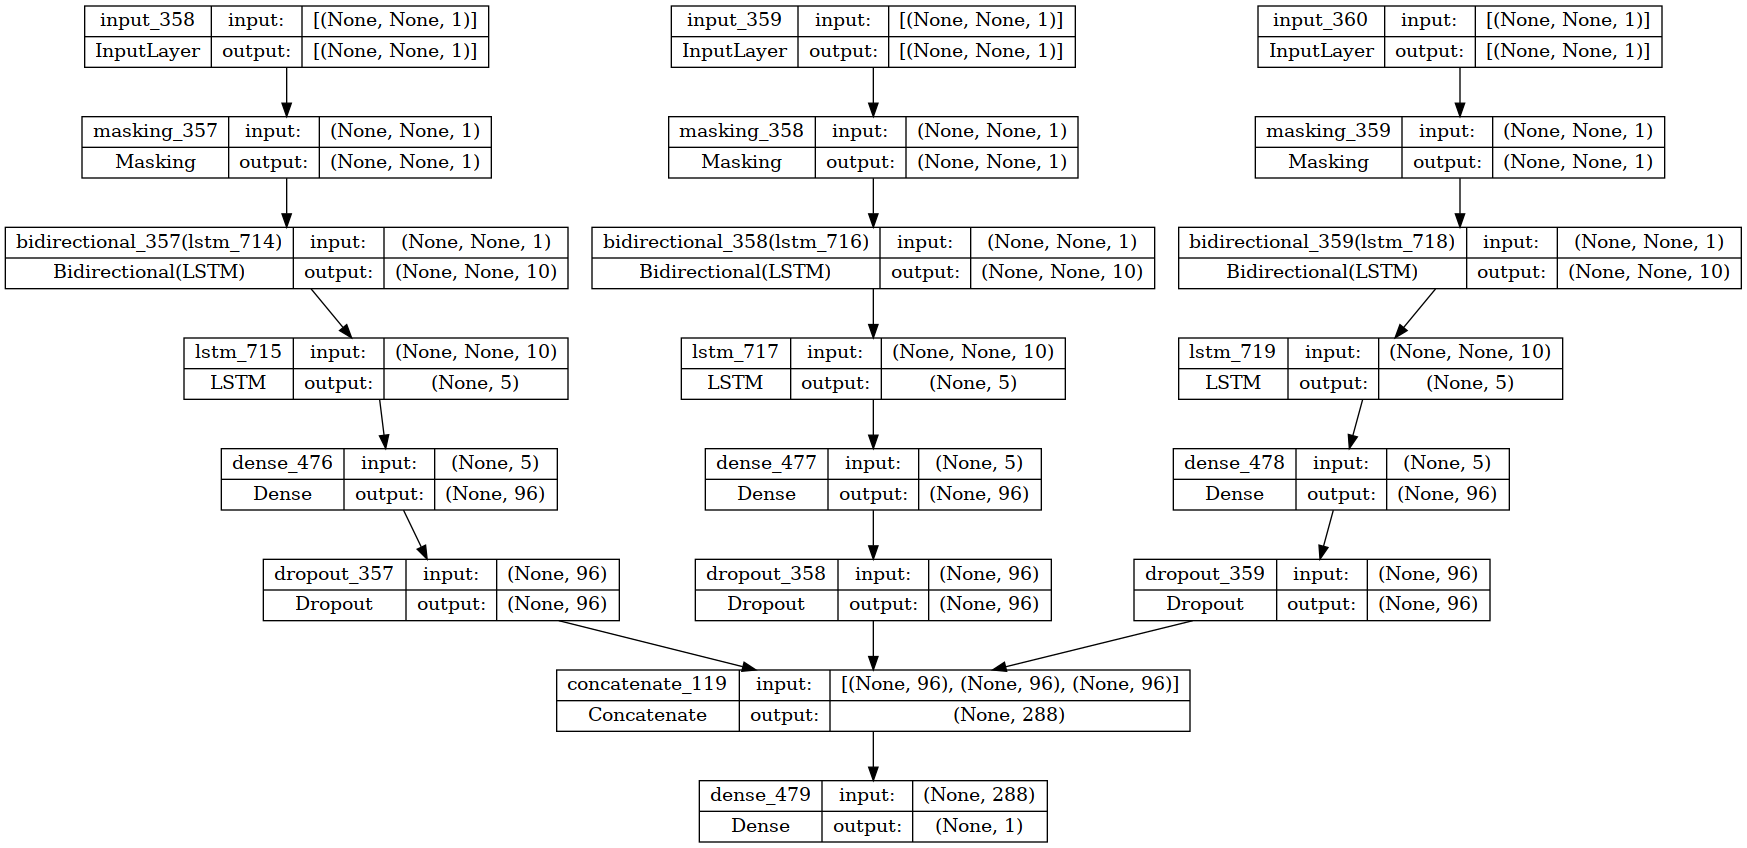 input_358 input: [(None, None, 1)]
InputLayer output: [(None, None, 1)]
input_359 input: [(None, None, 1)]
InputLayer output: [(None, None, 1)]
input_360 input: [(None, None, 1)]
InputLayer output: [(None, None, 1)]
masking_357 input: (None, None, 1)
Masking output: (None, None, 1)
masking_358 input: (None, None, 1)
Masking output: (None, None, 1)
masking_359 input: (None, None, 1)
Masking output: (None, None, 1)
bidirectional_357(lstm_714) input: (None, None, 1)
Bidirectional(LSTM) output: (None, None, 10)
bidirectional_358(lstm_716) input: (None, None, 1)
Bidirectional(LSTM) output: (None, None, 10)
bidirectional_359(lstm_718) input: (None, None, 1)
Bidirectional(LSTM) output: (None, None, 10)
lstm_715 input: (None, None, 10)
LSTM output: (None, 5)
lstm_717 input: (None, None, 10)
LSTM output: (None, 5)
lstm_719 input: (None, None, 10)
LSTM output: (None, 5)
dense_476 input: (None, 5)
Dense output: (None, 96)
dense_477 input: (None, 5)
Dense output: (None, 96)
dense_478 input: (None, 5)
Dense output: (None, 96)
dropout_357 input: (None, 96)
Dropout output: (None, 96)
dropout_358 input: (None, 96)
Dropout output: (None, 96)
dropout_359 input: (None, 96)
Dropout output: (None, 96)
concatenate_119 input: [(None, 96), (None, 96), (None, 96)]
Concatenate output: (None, 288)
dense_479 input: (None, 288)
Dense output: (None, 1)